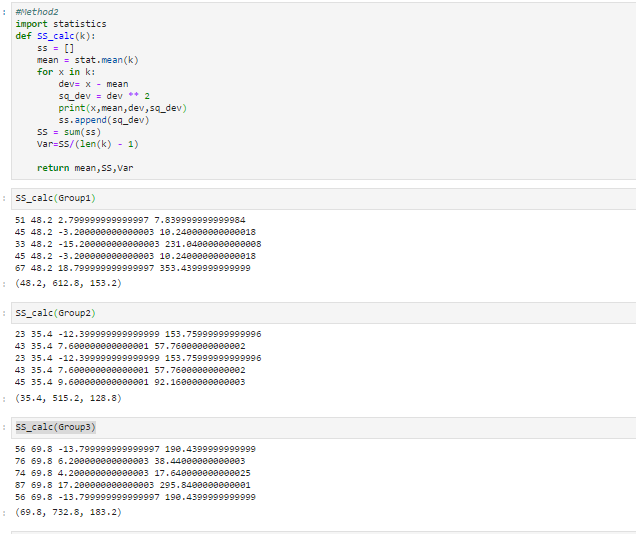 #Method2
import statistics
def SS_calc(k):
    ss = []
    mean = stat.mean(k)
    for x in k:
        dev= x - mean
        sq_dev = dev ** 2
        print(x,mean,dev,sq_dev)
        ss.append(sq_dev)
    SS = sum(ss)
    Var=SS/(len(k) - 1)
    return mean,SS,Var
SS_calc(Group1)
51 48.2 2.799999999999997 7.839999999999984
45 48.2 -3.200000000000003 10.240000000000018
33 48.2 -15.200000000000003 231.04000000000008
45 48.2 -3.200000000000003 10.240000000000018
67 48.2 18.799999999999997 353.4399999999999
(48.2, 612.8, 153.2)
SS_calc(Group2)
23 35.4 -12.399999999999999 153.75999999999996
43 35.4 7.600000000000001 57.76000000000002
23 35.4 -12.399999999999999 153.75999999999996
43 35.4 7.600000000000001 57.76000000000002
45 35.4 9.600000000000001 92.16000000000003
(35.4, 515.2, 128.8)
SS_calc(Group3)
56 69.8 -13.799999999999997 190.4399999999999
76 69.8 6.200000000000003 38.44000000000003
74 69.8 4.200000000000003 17.640000000000025
87 69.8 17.200000000000003 295.8400000000001
56 69.8 -13.799999999999997 190.4399999999999
(69.8, 732.8, 183.2)